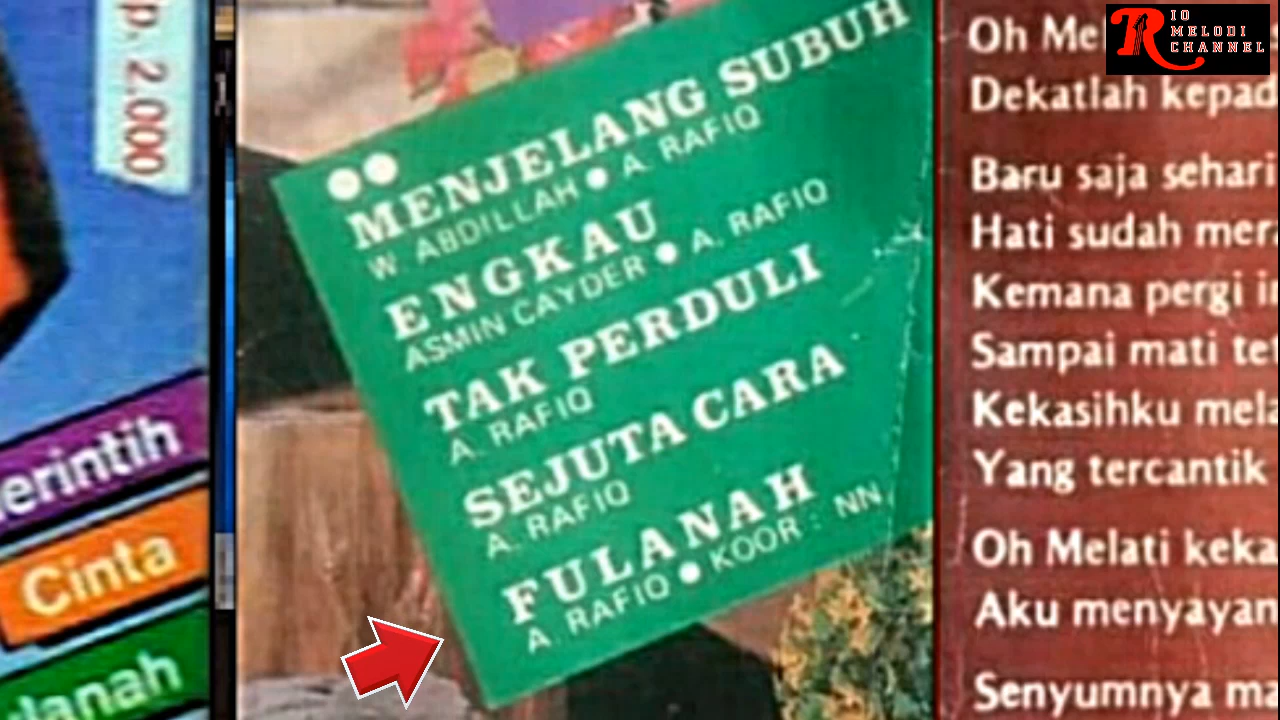 p. 2.000
erintih
Cinta
lanah
MENJELANG SUBUH
W. ABDILLAH ● A. RAFIQ
ENGKAU
ASMIN CAYDER ● A. RAFIQ
TAK PERDULI
A. RAFIQ
SEJUTA CARA
A. RAFIQ
FULANAH
A. RAFIQ ● KOOR : NN
Oh Mel
Dekatlah kepad
Baru saja sehari
Hati sudah mer
Kemana pergi i
Sampai mati te
Kekasihku mela
Yang tercantik
Oh Melati keka
Aku menyayan
Senyumnya ma
RIO
MELODI
CHANNEL